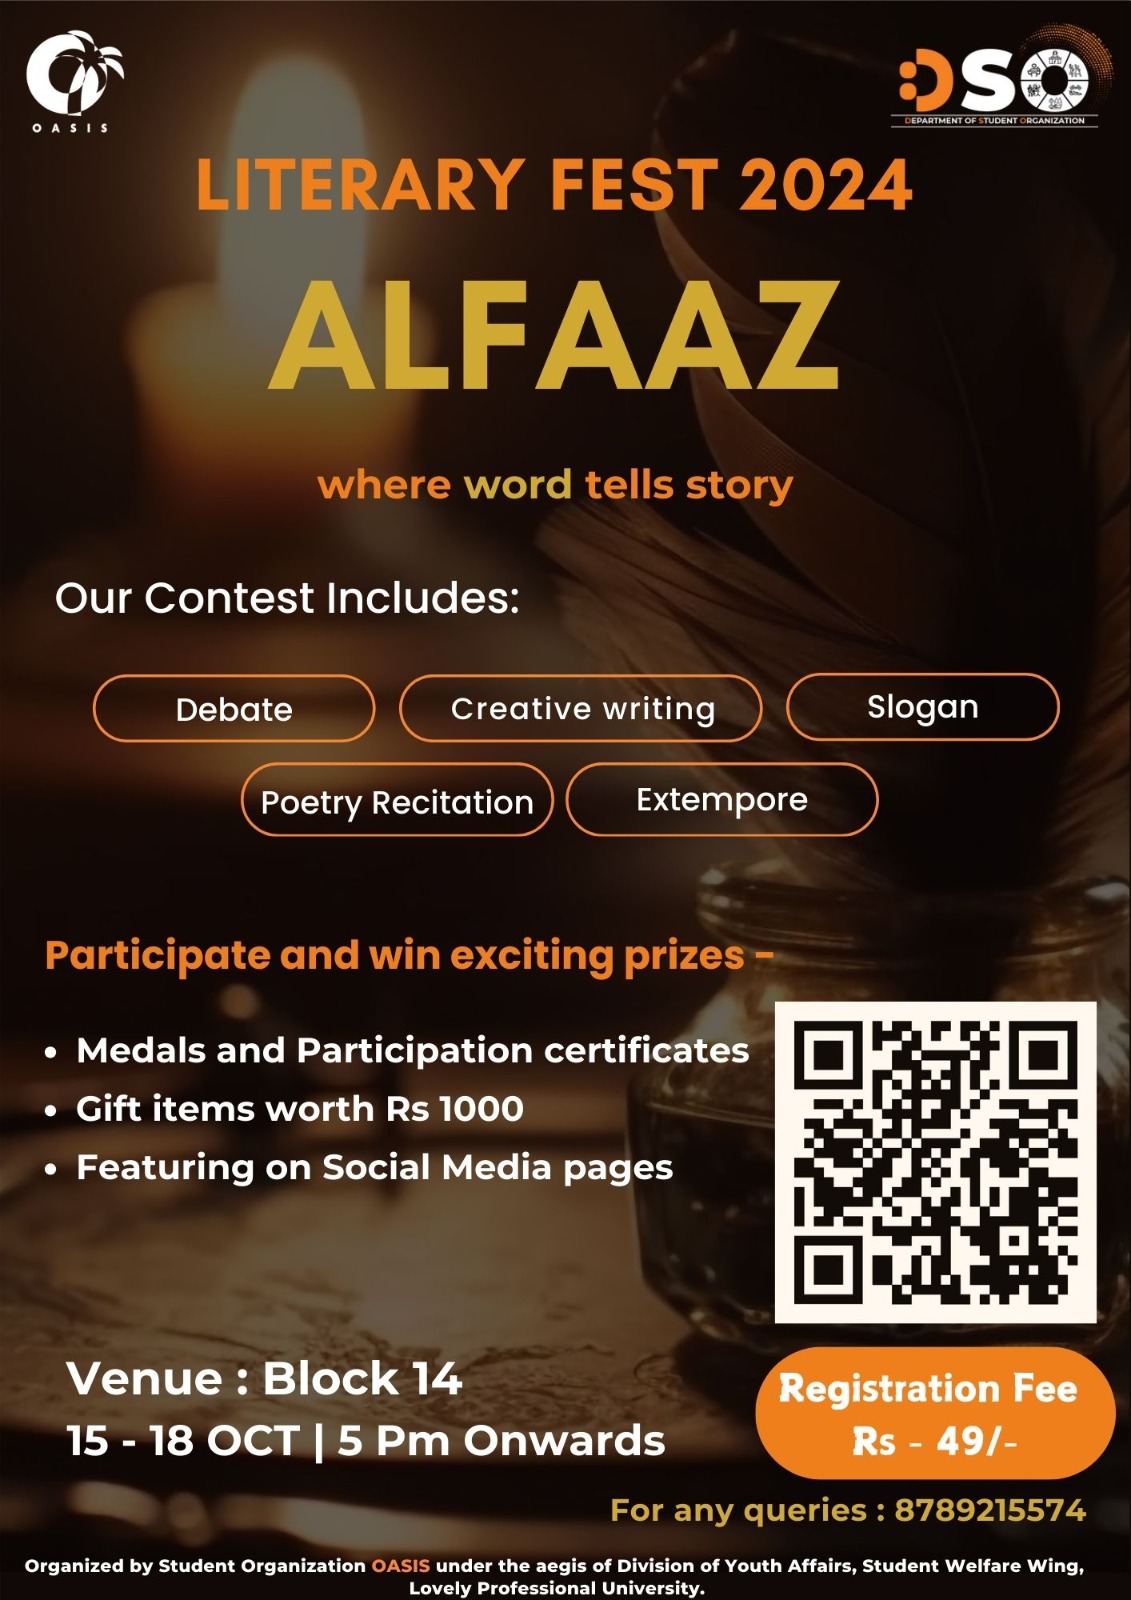 OASIS
DSO
DEPARTMENT OF STUDENT ORGANIZATION
LITERARY FEST 2024
ALFAAZ
where word tells story
Our Contest Includes:
Debate
Creative writing
Slogan
Poetry Recitation
Extempore
Participate and win exciting prizes -
• Medals and Participation certificates
• Gift items worth Rs 1000
• Featuring on Social Media pages
Venue : Block 14
15 - 18 OCT | 5 Pm Onwards
Registration Fee
Rs - 49/-
For any queries : 8789215574
Organized by Student Organization OASIS under the aegis of Division of Youth Affairs, Student Welfare Wing,
Lovely Professional University.